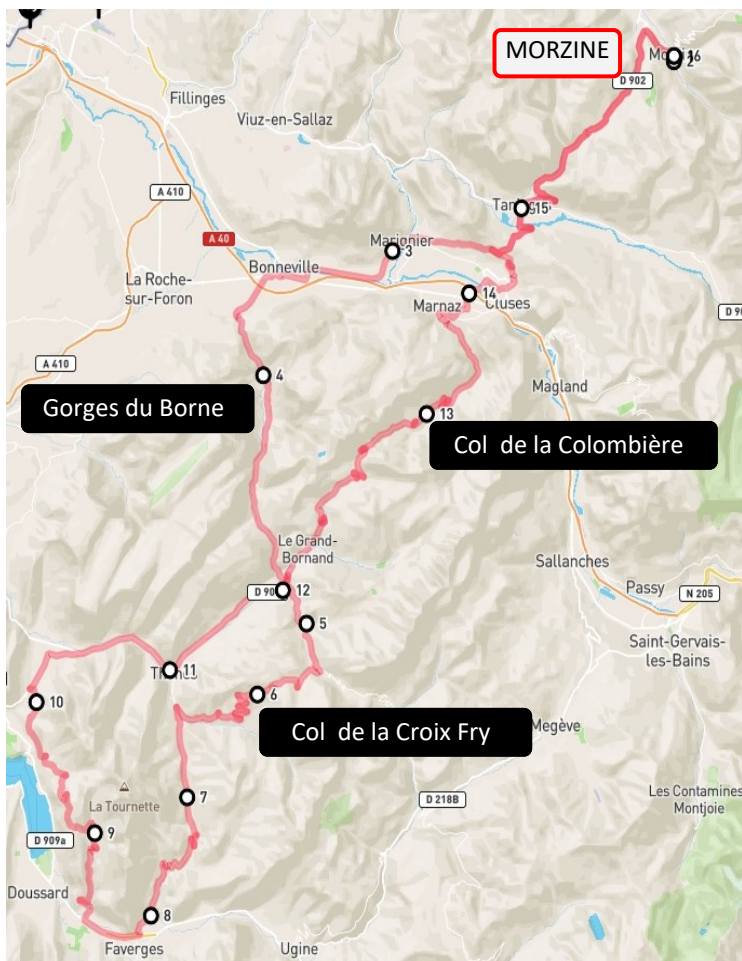 MORZINE
16
2
D 902
Fillinges
Viuz-en-Sallaz
A 410
15
A 40
Marignier
3
Bonneville
La Roche-
sur-Foron
14
Marnaz
Cluses
A 410
4
Magland
Gorges du Borne
13
Col de la Colombière
Le Grand-
Bornand
Sallanches
12
Passy
N 205
5
Saint-Gervais-
les-Bains
11
6
10
Col de la Croix Fry
Megève
7
D 218B
Les Contamines
Montjoie
La Tournette
9
D 909a
Doussard
8
Faverges
Ugine